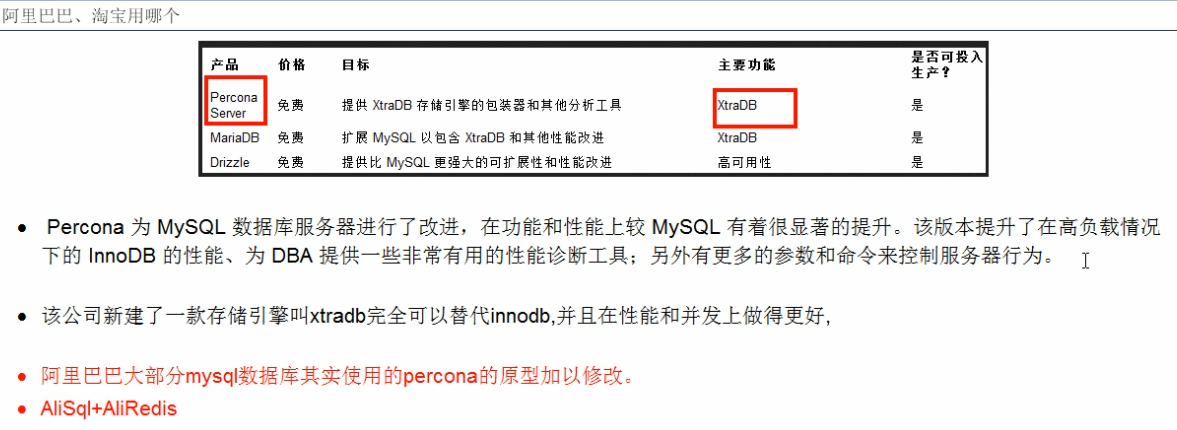 阿里巴巴、淘宝用哪个
产品 价格 目标 主要功能 是否可投入
生产?
Percona
Server 免费 提供 XtraDB 存储引擎的包装器和其他分析工具 XtraDB 是
MariaDB 免费 扩展 MySQL 以包含 XtraDB 和其他性能改进 XtraDB 是
Drizzle 免费 提供比 MySQL 更强大的可扩展性和性能改进 高可用性 是
● Percona 为 MySQL 数据库服务器进行了改进，在功能和性能上较 MySQL 有着很显著的提升。该版本提升了在高负载情况
下的 InnoDB 的性能、为 DBA 提供一些非常有用的性能诊断工具；另外有更多的参数和命令来控制服务器行为。
● 该公司新建了一款存储引擎叫xtradb完全可以替代innodb,并且在性能和并发上做得更好,
● 阿里巴巴大部分mysql数据库其实使用的percona的原型加以修改。
● AliSql+AliRedis